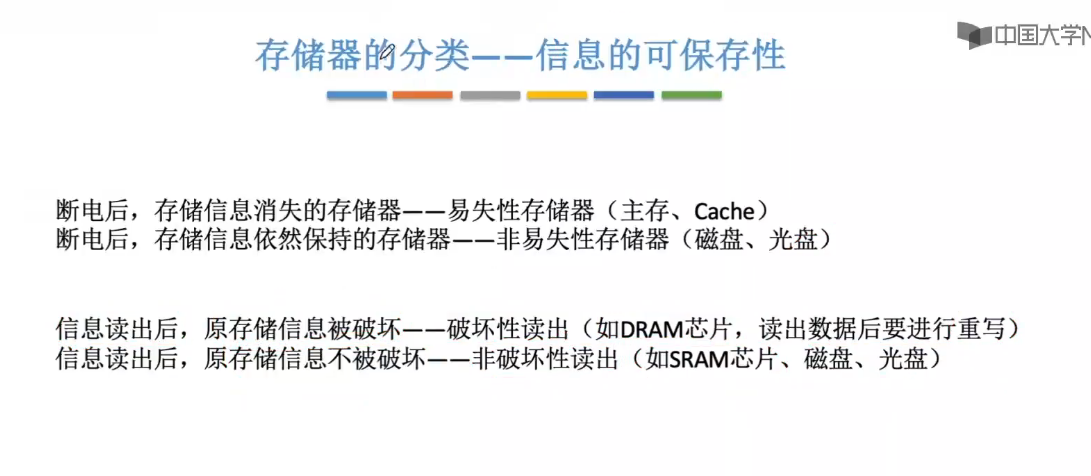 中国大学M
存储器的分类——信息的可保存性
断电后，存储信息消失的存储器——易失性存储器（主存、Cache）
断电后，存储信息依然保持的存储器——非易失性存储器（磁盘、光盘）
信息读出后，原存储信息被破坏——破坏性读出（如DRAM芯片，读出数据后要进行重写）
信息读出后，原存储信息不被破坏——非破坏性读出（如SRAM芯片、磁盘、光盘）